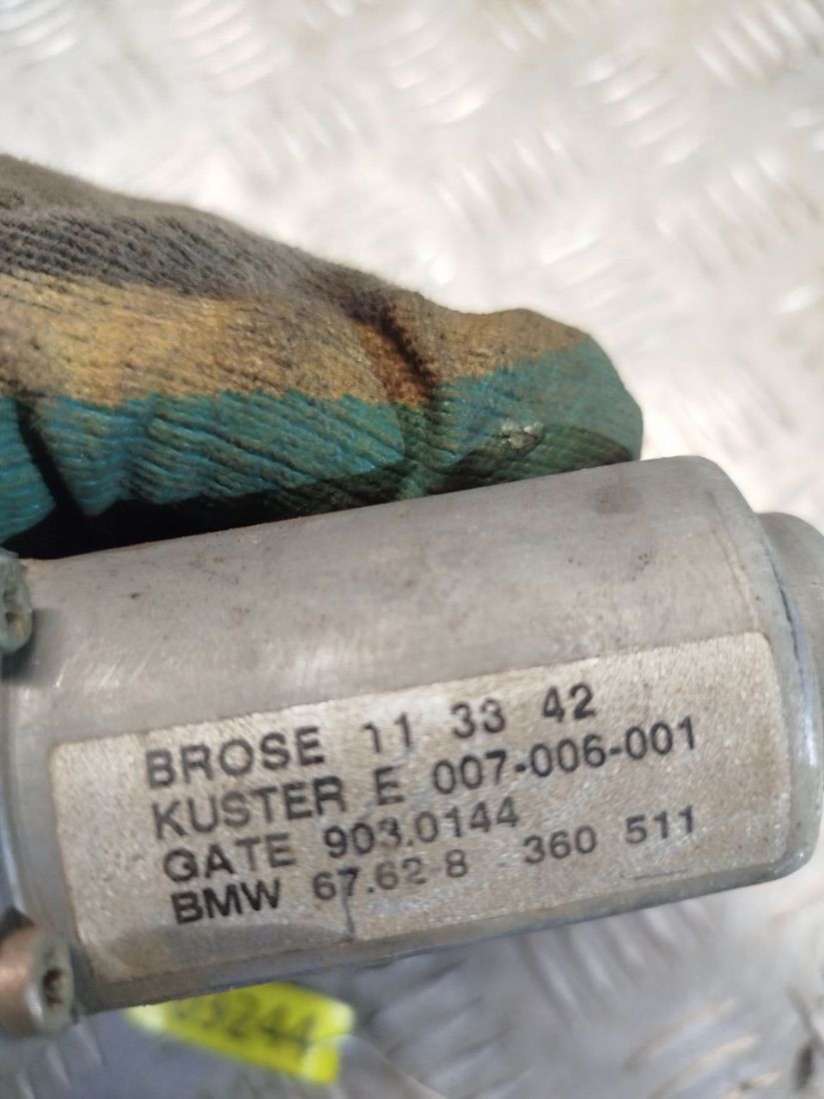 BROSE 11 33 42
KUSTER E 007-006-001
GATE 903.0144
BMW 67.62-8 360 511